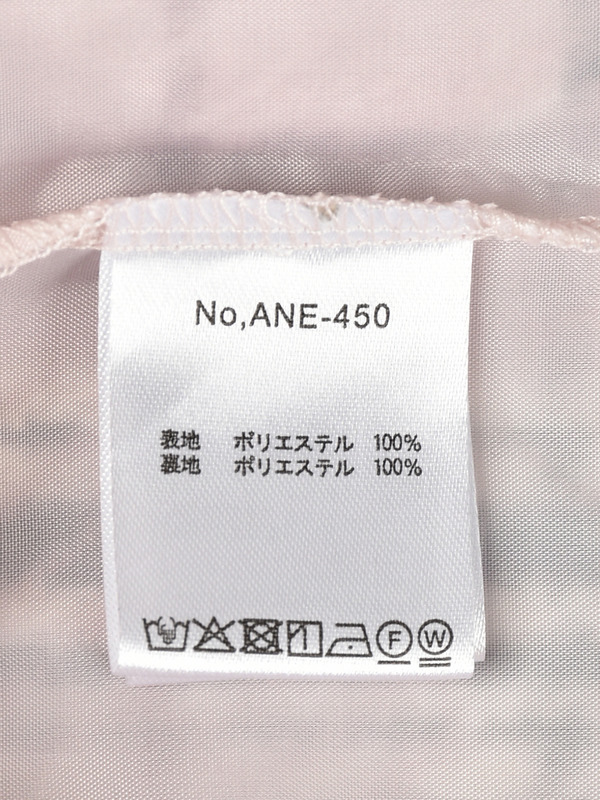 No,ANE-450
表地 ポリエステル 100%
裏地 ポリエステル 100%
F W